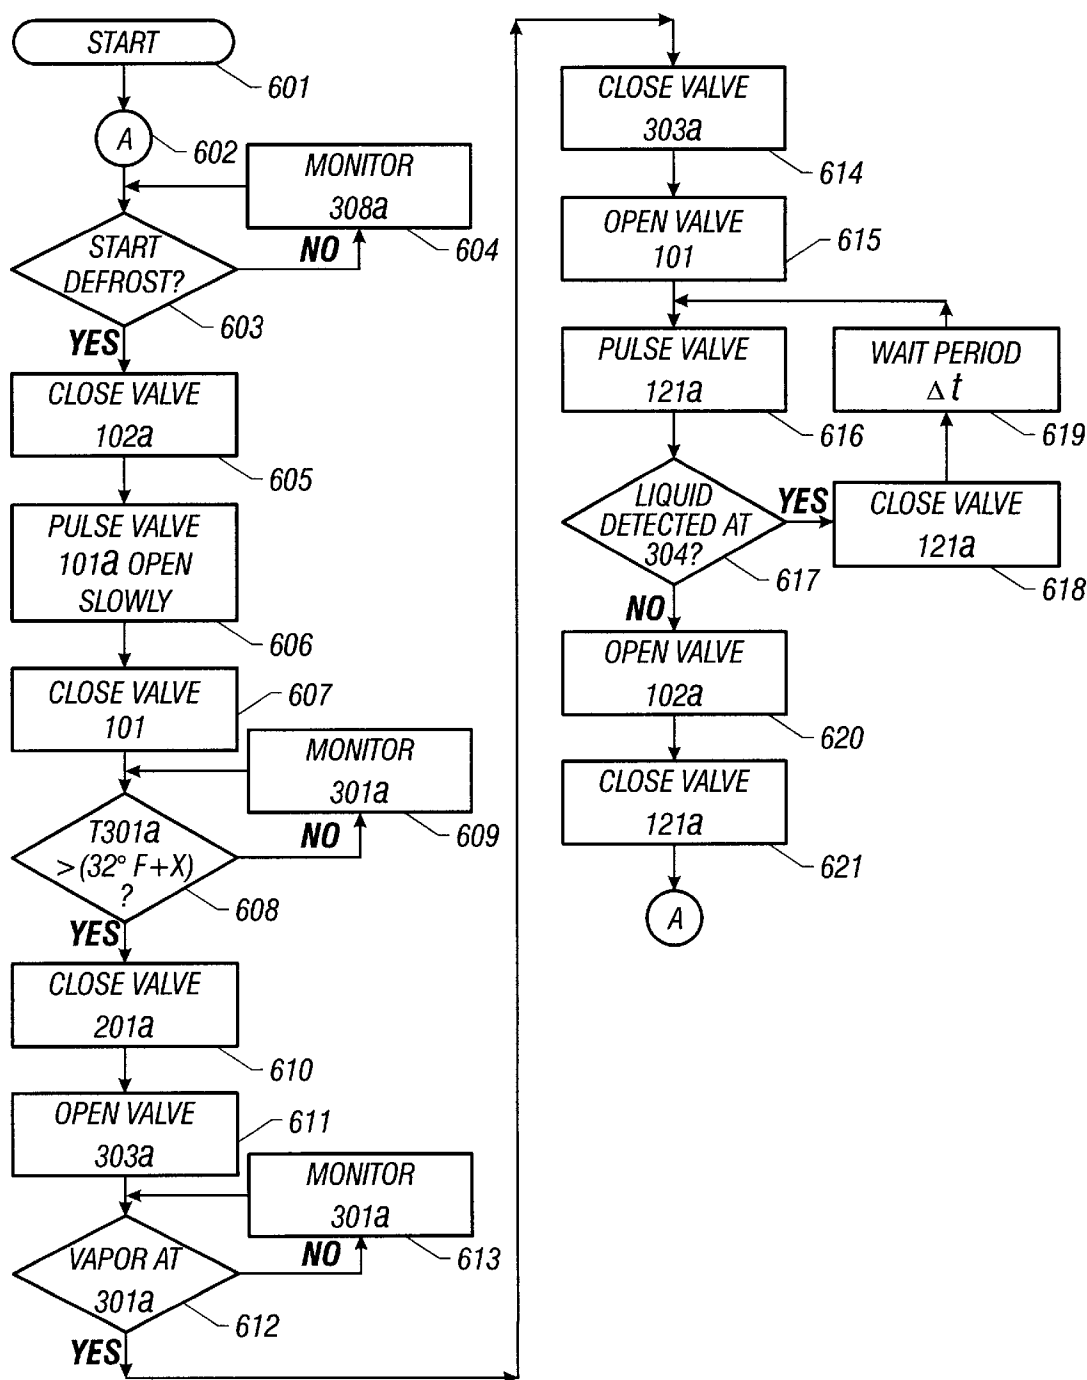 START
601
A
602
MONITOR
308a
604
START
DEFROST?
NO
603
YES
CLOSE VALVE
102a
605
PULSE VALVE
101a OPEN
SLOWLY
606
CLOSE VALVE
101
607
MONITOR
301a
609
T301a
> (32° F+X)
?
NO
608
YES
CLOSE VALVE
201a
610
OPEN VALVE
303a
611
MONITOR
301a
613
VAPOR AT
301a
NO
612
YES
CLOSE VALVE
303a
614
OPEN VALVE
101
615
PULSE VALVE
121a
616
WAIT PERIOD
Δt
619
LIQUID
DETECTED AT
304?
YES
617
CLOSE VALVE
121a
618
NO
OPEN VALVE
102a
620
CLOSE VALVE
121a
621
A